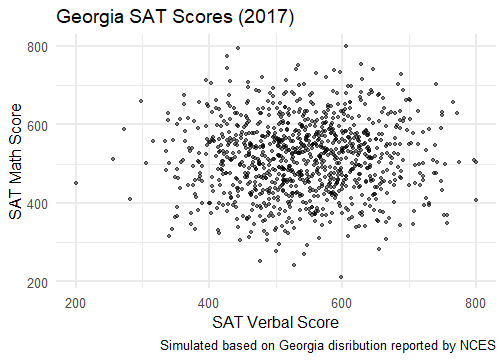 Georgia SAT Scores (2017)
800
600
400
200
SAT Math Score
200 400 600 800
SAT Verbal Score
Simulated based on Georgia disribution reported by NCES